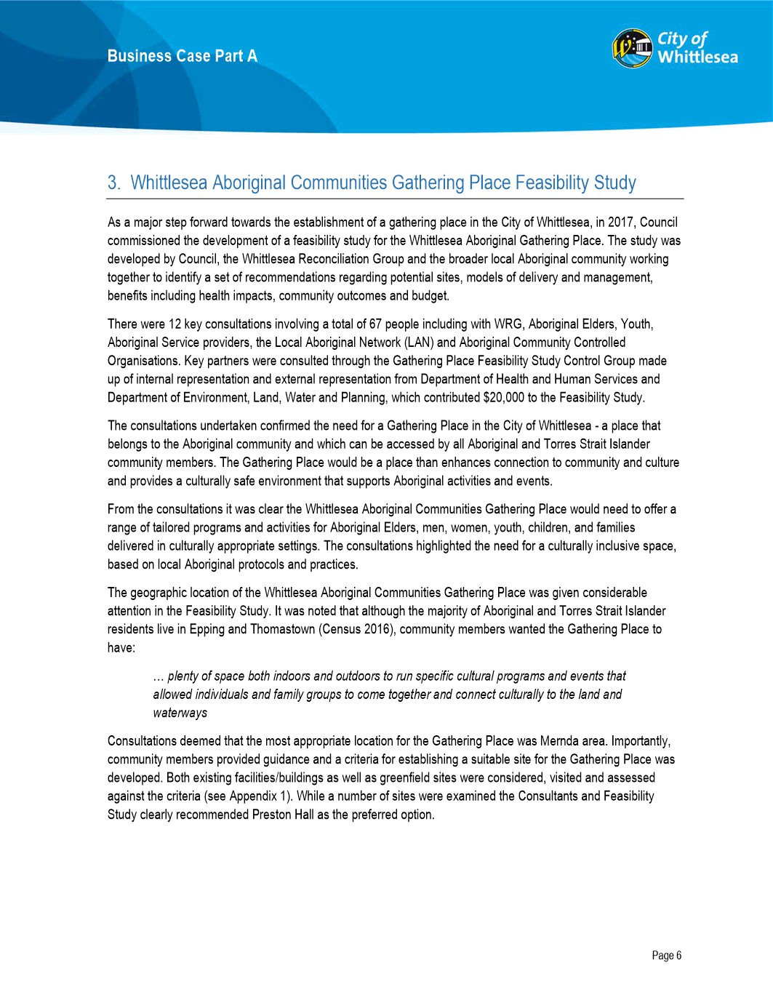 Business Case Part A
City of
Whittlesea
3. Whittlesea Aboriginal Communities Gathering Place Feasibility Study
As a major step forward towards the establishment of a gathering place in the City of Whittlesea, in 2017, Council
commissioned the development of a feasibility study for the Whittlesea Aboriginal Gathering Place. The study was
developed by Council, the Whittlesea Reconciliation Group and the broader local Aboriginal community working
together to identify a set of recommendations regarding potential sites, models of delivery and management,
benefits including health impacts, community outcomes and budget.
There were 12 key consultations involving a total of 67 people including with WRG, Aboriginal Elders, Youth,
Aboriginal Service providers, the Local Aboriginal Network (LAN) and Aboriginal Community Controlled
Organisations. Key partners were consulted through the Gathering Place Feasibility Study Control Group made
up of internal representation and external representation from Department of Health and Human Services and
Department of Environment, Land, Water and Planning, which contributed $20,000 to the Feasibility Study.
The consultations undertaken confirmed the need for a Gathering Place in the City of Whittlesea - a place that
belongs to the Aboriginal community and which can be accessed by all Aboriginal and Torres Strait Islander
community members. The Gathering Place would be a place than enhances connection to community and culture
and provides a culturally safe environment that supports Aboriginal activities and events.
From the consultations it was clear the Whittlesea Aboriginal Communities Gathering Place would need to offer a
range of tailored programs and activities for Aboriginal Elders, men, women, youth, children, and families
delivered in culturally appropriate settings. The consultations highlighted the need for a culturally inclusive space,
based on local Aboriginal protocols and practices.
The geographic location of the Whittlesea Aboriginal Communities Gathering Place was given considerable
attention in the Feasibility Study. It was noted that although the majority of Aboriginal and Torres Strait Islander
residents live in Epping and Thomastown (Census 2016), community members wanted the Gathering Place to
have:
… plenty of space both indoors and outdoors to run specific cultural programs and events that
allowed individuals and family groups to come together and connect culturally to the land and
waterways
Consultations deemed that the most appropriate location for the Gathering Place was Mernda area. Importantly,
community members provided guidance and a criteria for establishing a suitable site for the Gathering Place was
developed. Both existing facilities/buildings as well as greenfield sites were considered, visited and assessed
against the criteria (see Appendix 1). While a number of sites were examined the Consultants and Feasibility
Study clearly recommended Preston Hall as the preferred option.
Page 6